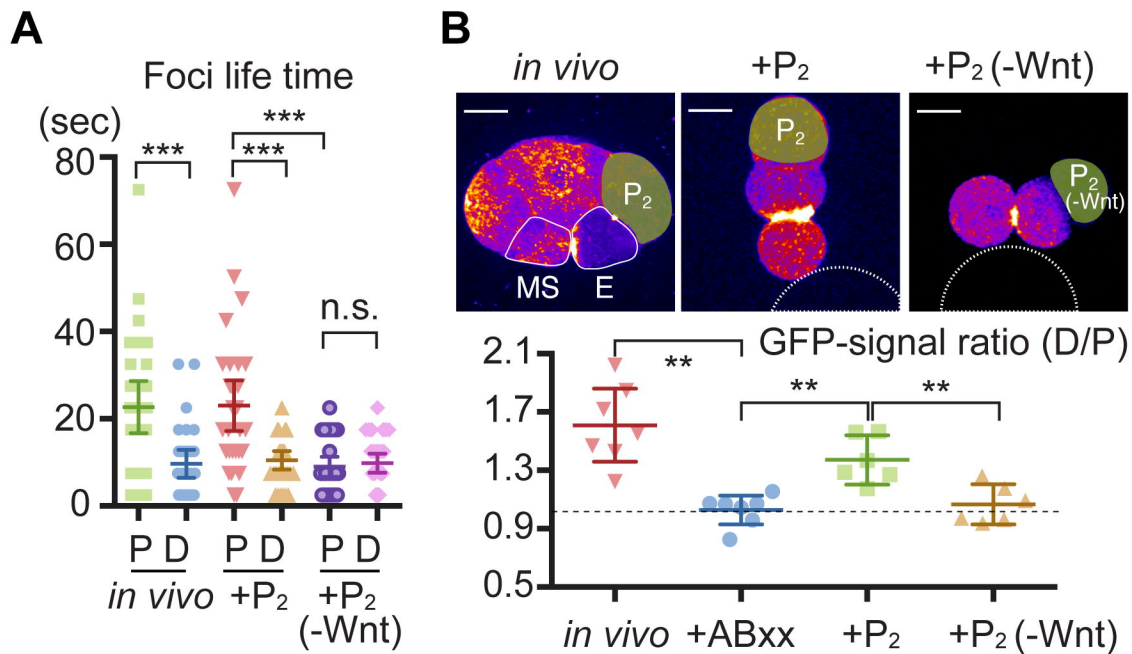 A
Foci life time
(sec)
***
***
***
n.s.
80
60
40
20
0
P D P D P D
in vivo +P₂ +P₂
(-Wnt)
B
in vivo +P₂ +P₂ (-Wnt)
P₂
MS E
P₂
P₂
(-Wnt)
GFP-signal ratio (D/P)
** ** **
2.1
1.7
1.3
0.9
0.5
in vivo +ABxx +P₂ +P₂ (-Wnt)